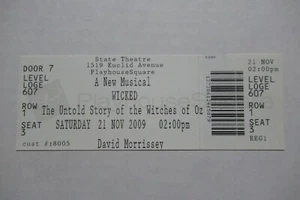 State Theatre
1519 Euclid Avenue
PlayhouseSquare
A New Musical
WICKED
The Untold Story of the Witches of Oz
SATURDAY 21 NOV 2009 02:00pm
David Morrissey
DOOR 7
LEVEL
LOGE
607
ROW
1
SEAT
3
cust #:8005
21 NOV
02:00pm
LEVEL
LOGE
607
ROW
1
SEAT
3
REG1